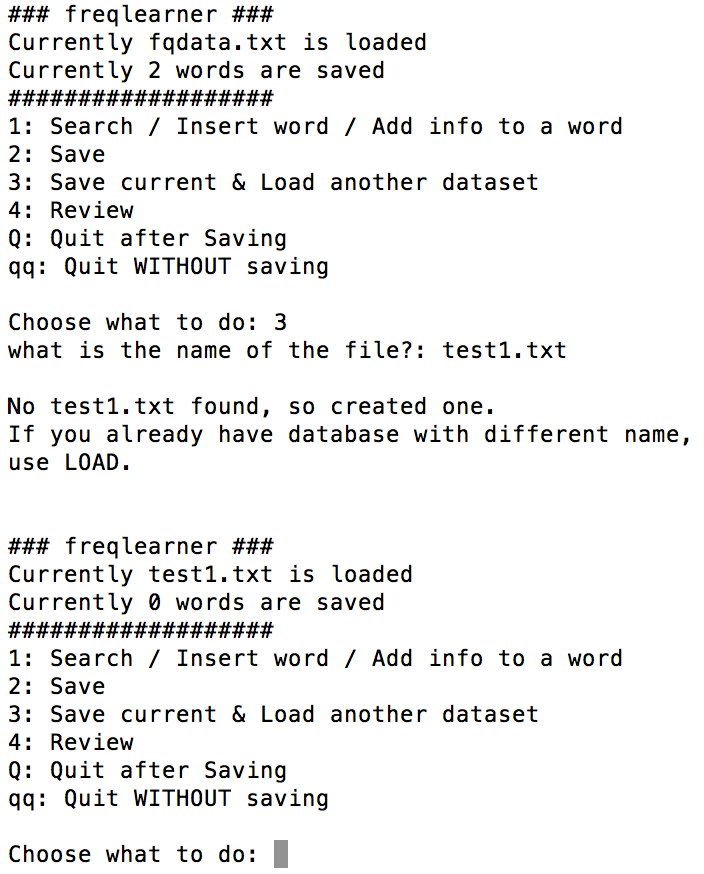 ### freqlearner ###
Currently fqdata.txt is loaded
Currently 2 words are saved
###################
1: Search / Insert word / Add info to a word
2: Save
3: Save current & Load another dataset
4: Review
Q: Quit after Saving
qq: Quit WITHOUT saving
Choose what to do: 3
what is the name of the file?: test1.txt
No test1.txt found, so created one.
If you already have database with different name,
use LOAD.
### freqlearner ###
Currently test1.txt is loaded
Currently 0 words are saved
###################
1: Search / Insert word / Add info to a word
2: Save
3: Save current & Load another dataset
4: Review
Q: Quit after Saving
qq: Quit WITHOUT saving
Choose what to do: